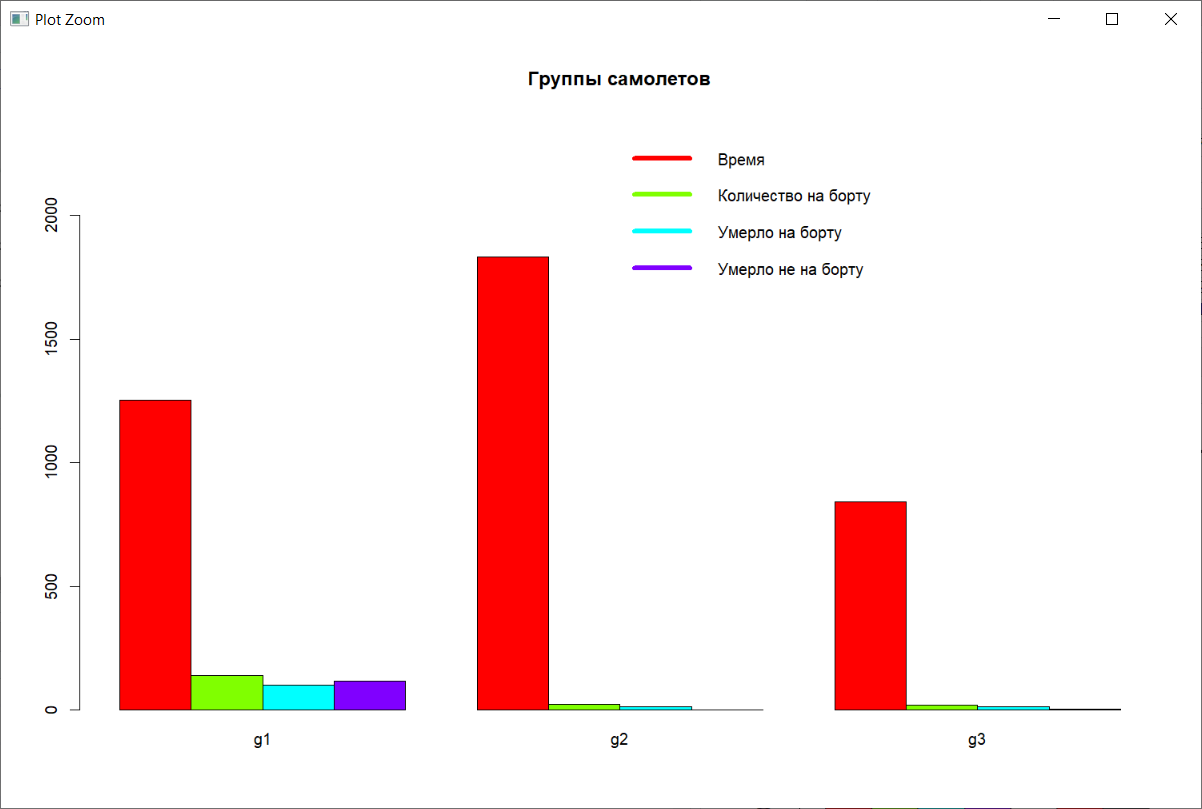 Plot Zoom
Группы самолетов
Время
Количество на борту
Умерло на борту
Умерло не на борту
2000
1500
1000
500
0
g1
g2
g3